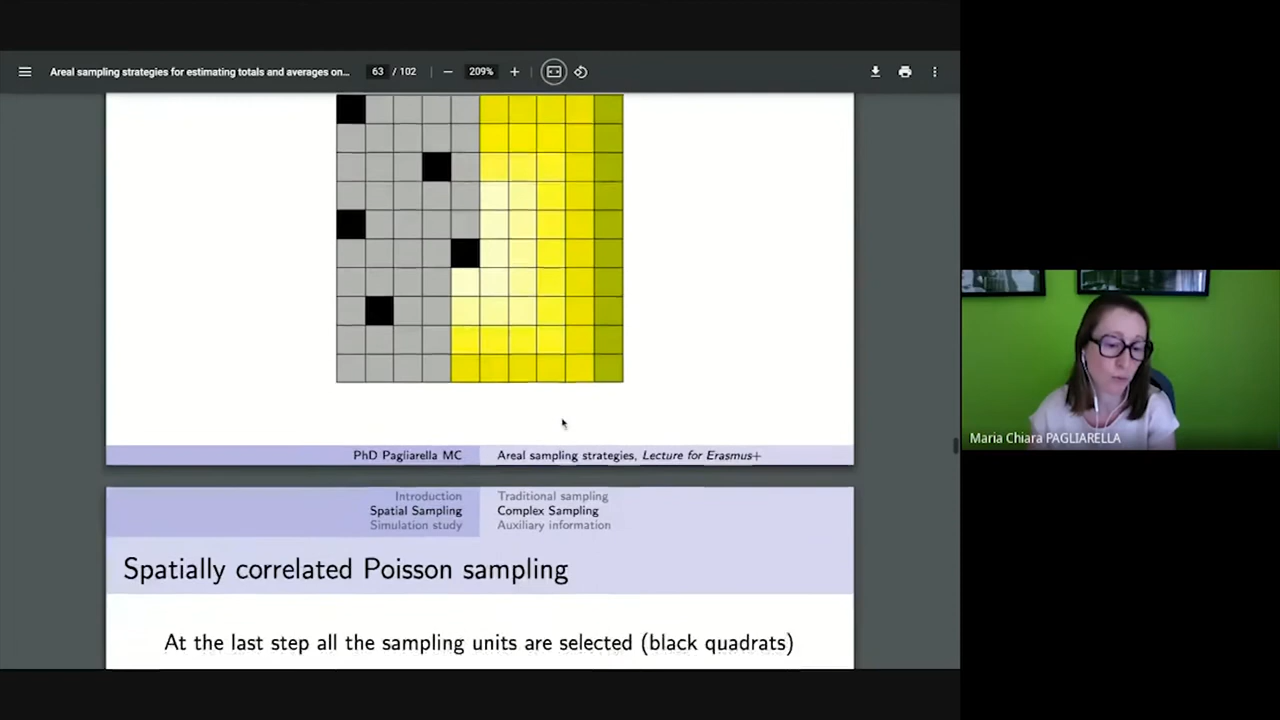 Areal sampling strategies for estimating totals and averages on...
63 / 102
209%
PhD Pagliarella MC
Areal sampling strategies, Lecture for Erasmus+
Introduction
Spatial Sampling
Simulation study
Traditional sampling
Complex Sampling
Auxiliary information
Spatially correlated Poisson sampling
At the last step all the sampling units are selected (black quadrats)
Maria Chiara PAGLIARELLA